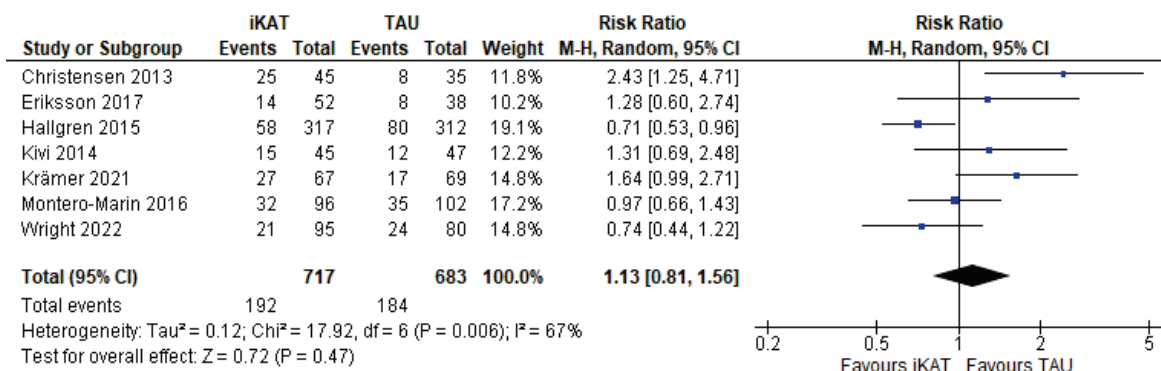 iKAT TAU Risk Ratio Risk Ratio
Study or Subgroup Events Total Events Total Weight M-H, Random, 95% CI M-H, Random, 95% CI
Christensen 2013 25 45 8 35 11.8% 2.43 [1.25, 4.71]
Eriksson 2017 14 52 8 38 10.2% 1.28 [0.60, 2.74]
Hallgren 2015 58 317 80 312 19.1% 0.71 [0.53, 0.96]
Kivi 2014 15 45 12 47 12.2% 1.31 [0.69, 2.48]
Krämer 2021 27 67 17 69 14.8% 1.64 [0.99, 2.71]
Montero-Marin 2016 32 96 35 102 17.2% 0.97 [0.66, 1.43]
Wright 2022 21 95 24 80 14.8% 0.74 [0.44, 1.22]
Total (95% CI) 717 683 100.0% 1.13 [0.81, 1.56]
Total events 192 184
Heterogeneity: Tau² = 0.12; Chi² = 17.92, df = 6 (P = 0.006); I² = 67%
Test for overall effect: Z = 0.72 (P = 0.47)
0.2 0.5 1 2 5
Favours iKAT Favours TAU